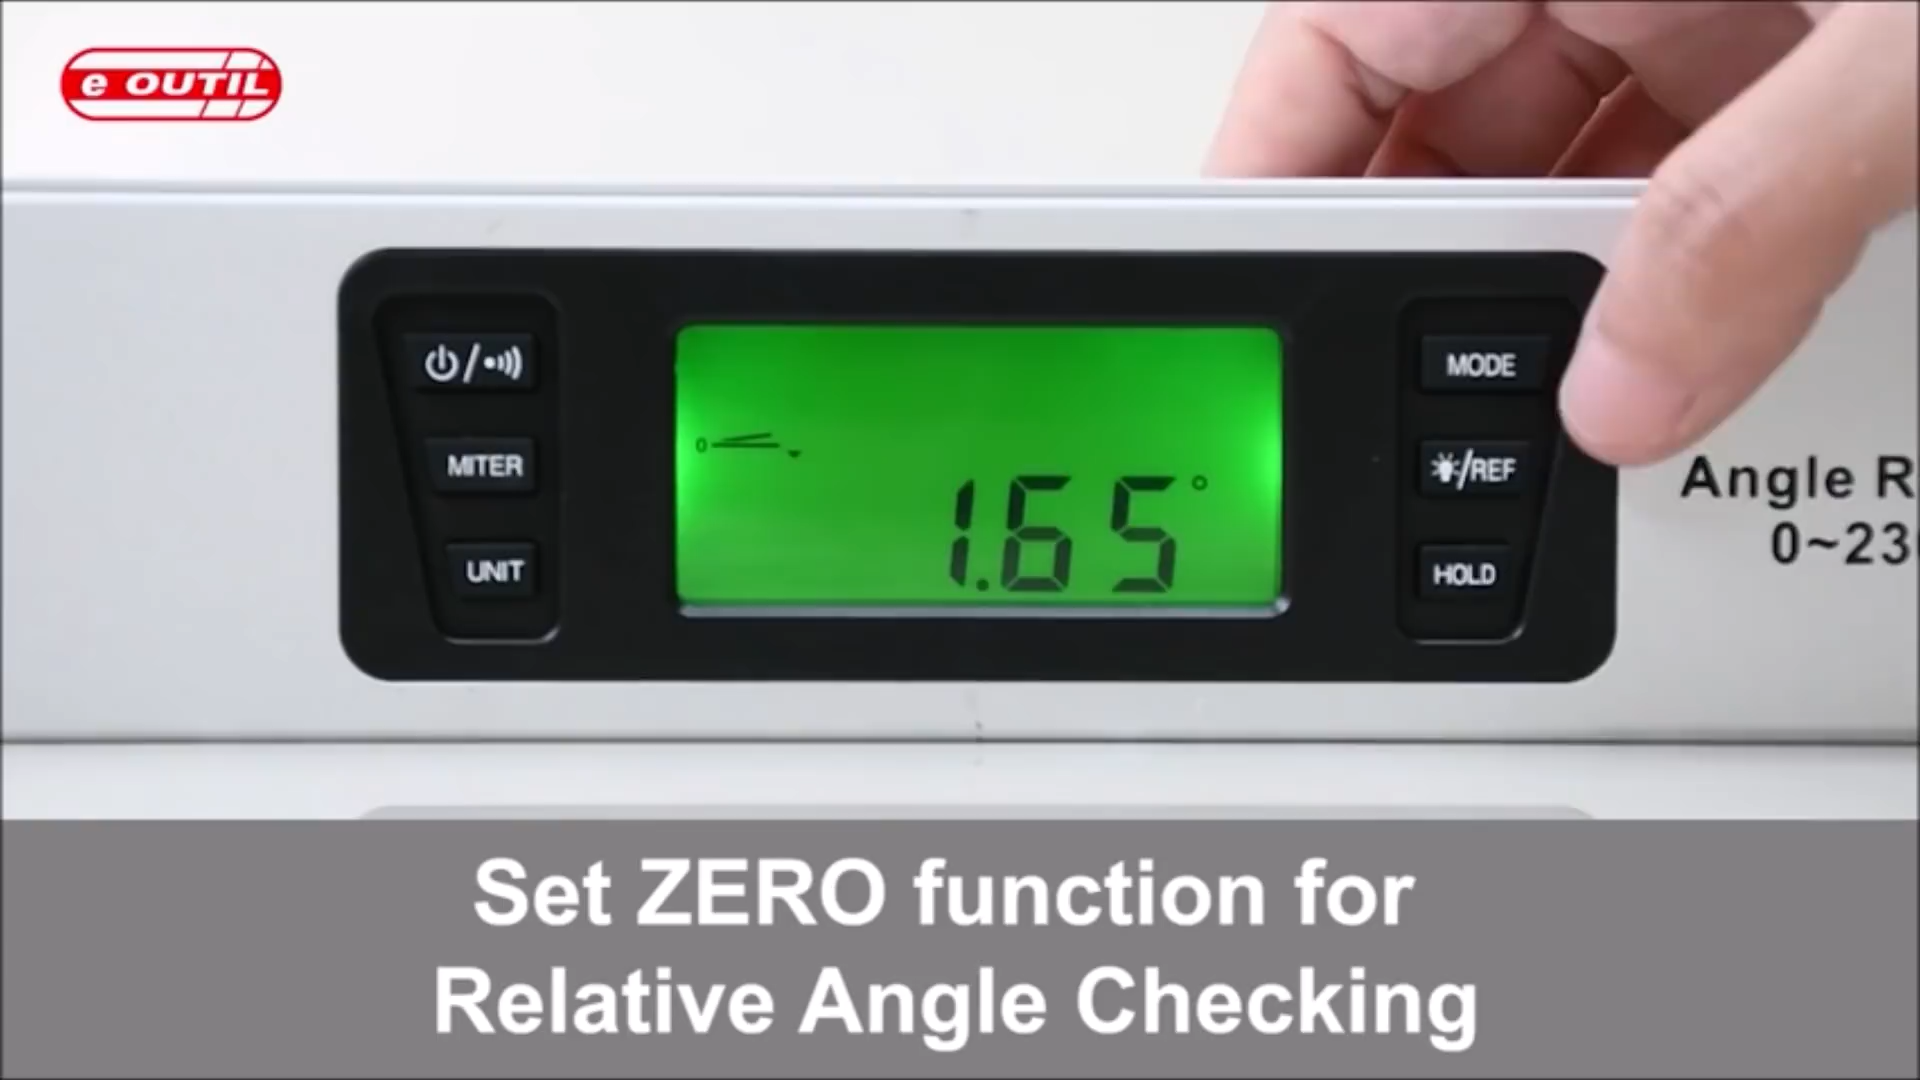 e OUTIL
MODE
MITER
/REF
UNIT
HOLD
0
1.65°
Angle R
0~23
Set ZERO function for
Relative Angle Checking